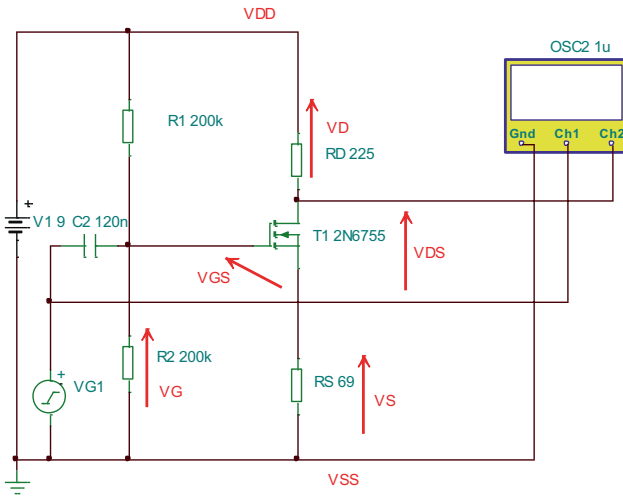 VDD
OSC2 1u
R1 200k
VD
RD 225
Gnd Ch1 Ch2
V1 9 C2 120n
T1 2N6755
VGS
VDS
R2 200k
VG1
VG
RS 69
VS
VSS